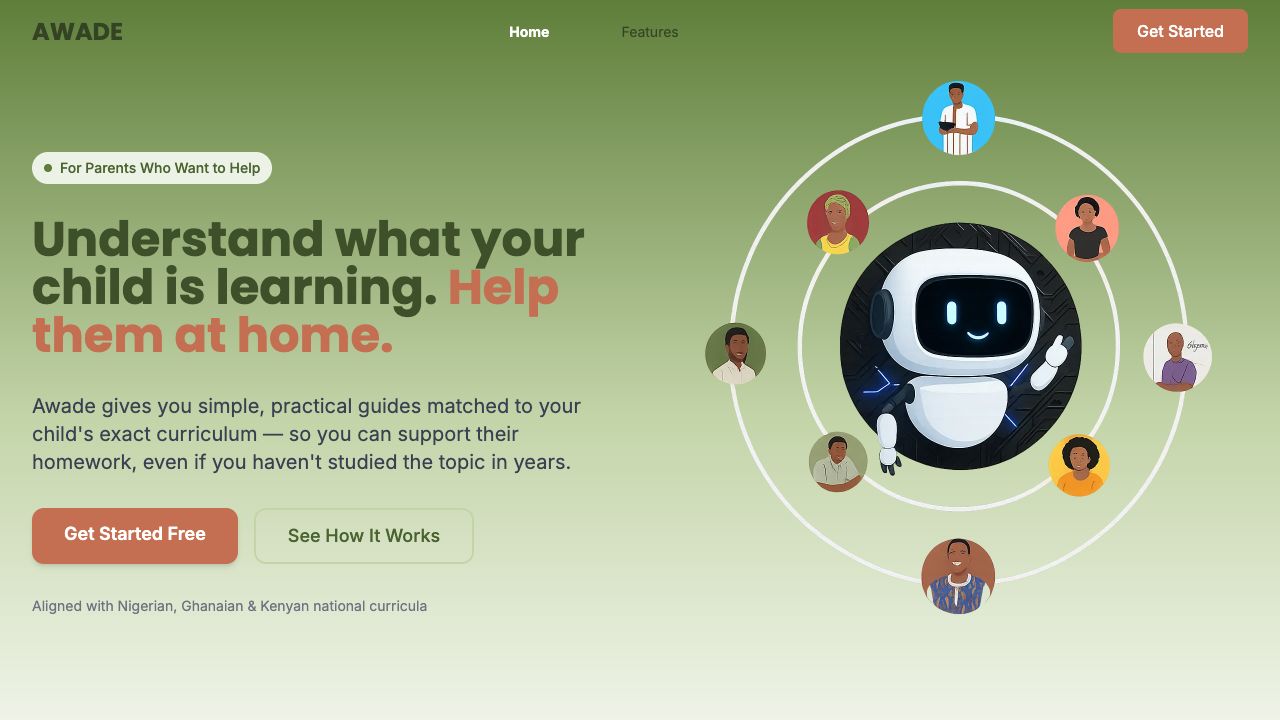 AWADE
Home
Features
Get Started
For Parents Who Want to Help
Understand what your
child is learning. Help
them at home.
Awade gives you simple, practical guides matched to your
child's exact curriculum — so you can support their
homework, even if you haven't studied the topic in years.
Get Started Free
See How It Works
Aligned with Nigerian, Ghanaian & Kenyan national curricula